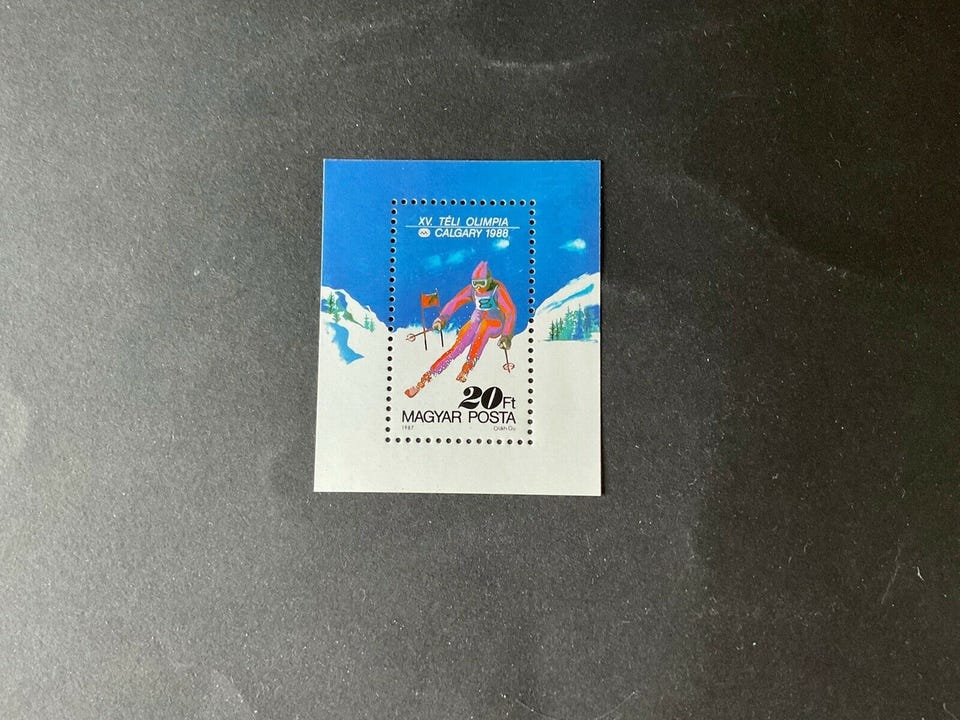 XV. TÉLI OLIMPIA
CALGARY 1988
20Ft
MAGYAR POSTA
1987